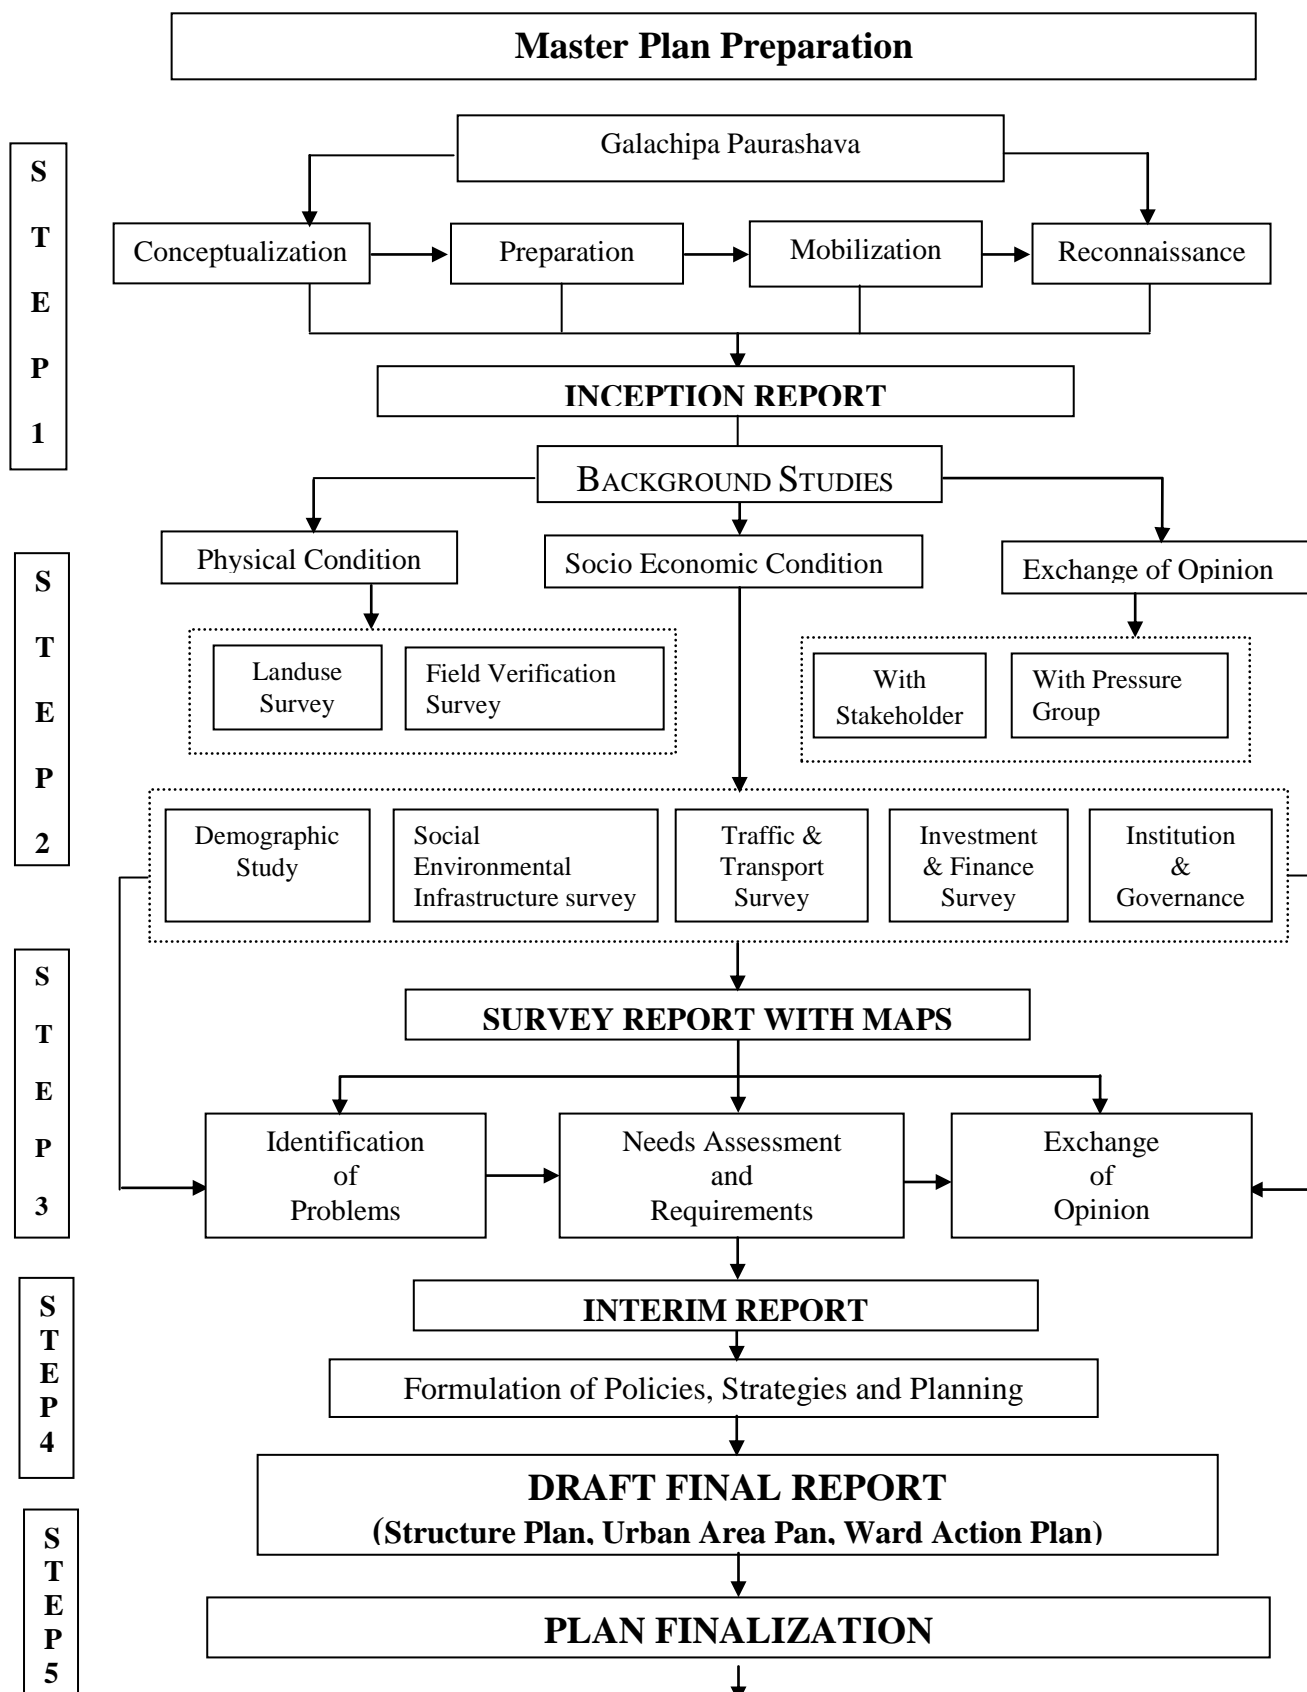 Master Plan Preparation
Galachipa Paurashava
S
T
E
P
1
Conceptualization
Preparation
Mobilization
Reconnaissance
INCEPTION REPORT
BACKGROUND STUDIES
S
T
E
P
2
Physical Condition
Socio Economic Condition
Exchange of Opinion
Landuse
Survey
Field Verification
Survey
With
Stakeholder
With Pressure
Group
Demographic
Study
Social
Environmental
Infrastructure survey
Traffic &
Transport
Survey
Investment
& Finance
Survey
Institution
&
Governance
S
T
E
P
3
SURVEY REPORT WITH MAPS
Identification
of
Problems
Needs Assessment
and
Requirements
Exchange
of
Opinion
S
T
E
P
4
INTERIM REPORT
Formulation of Policies, Strategies and Planning
DRAFT FINAL REPORT
(Structure Plan, Urban Area Pan, Ward Action Plan)
S
T
E
P
5
PLAN FINALIZATION